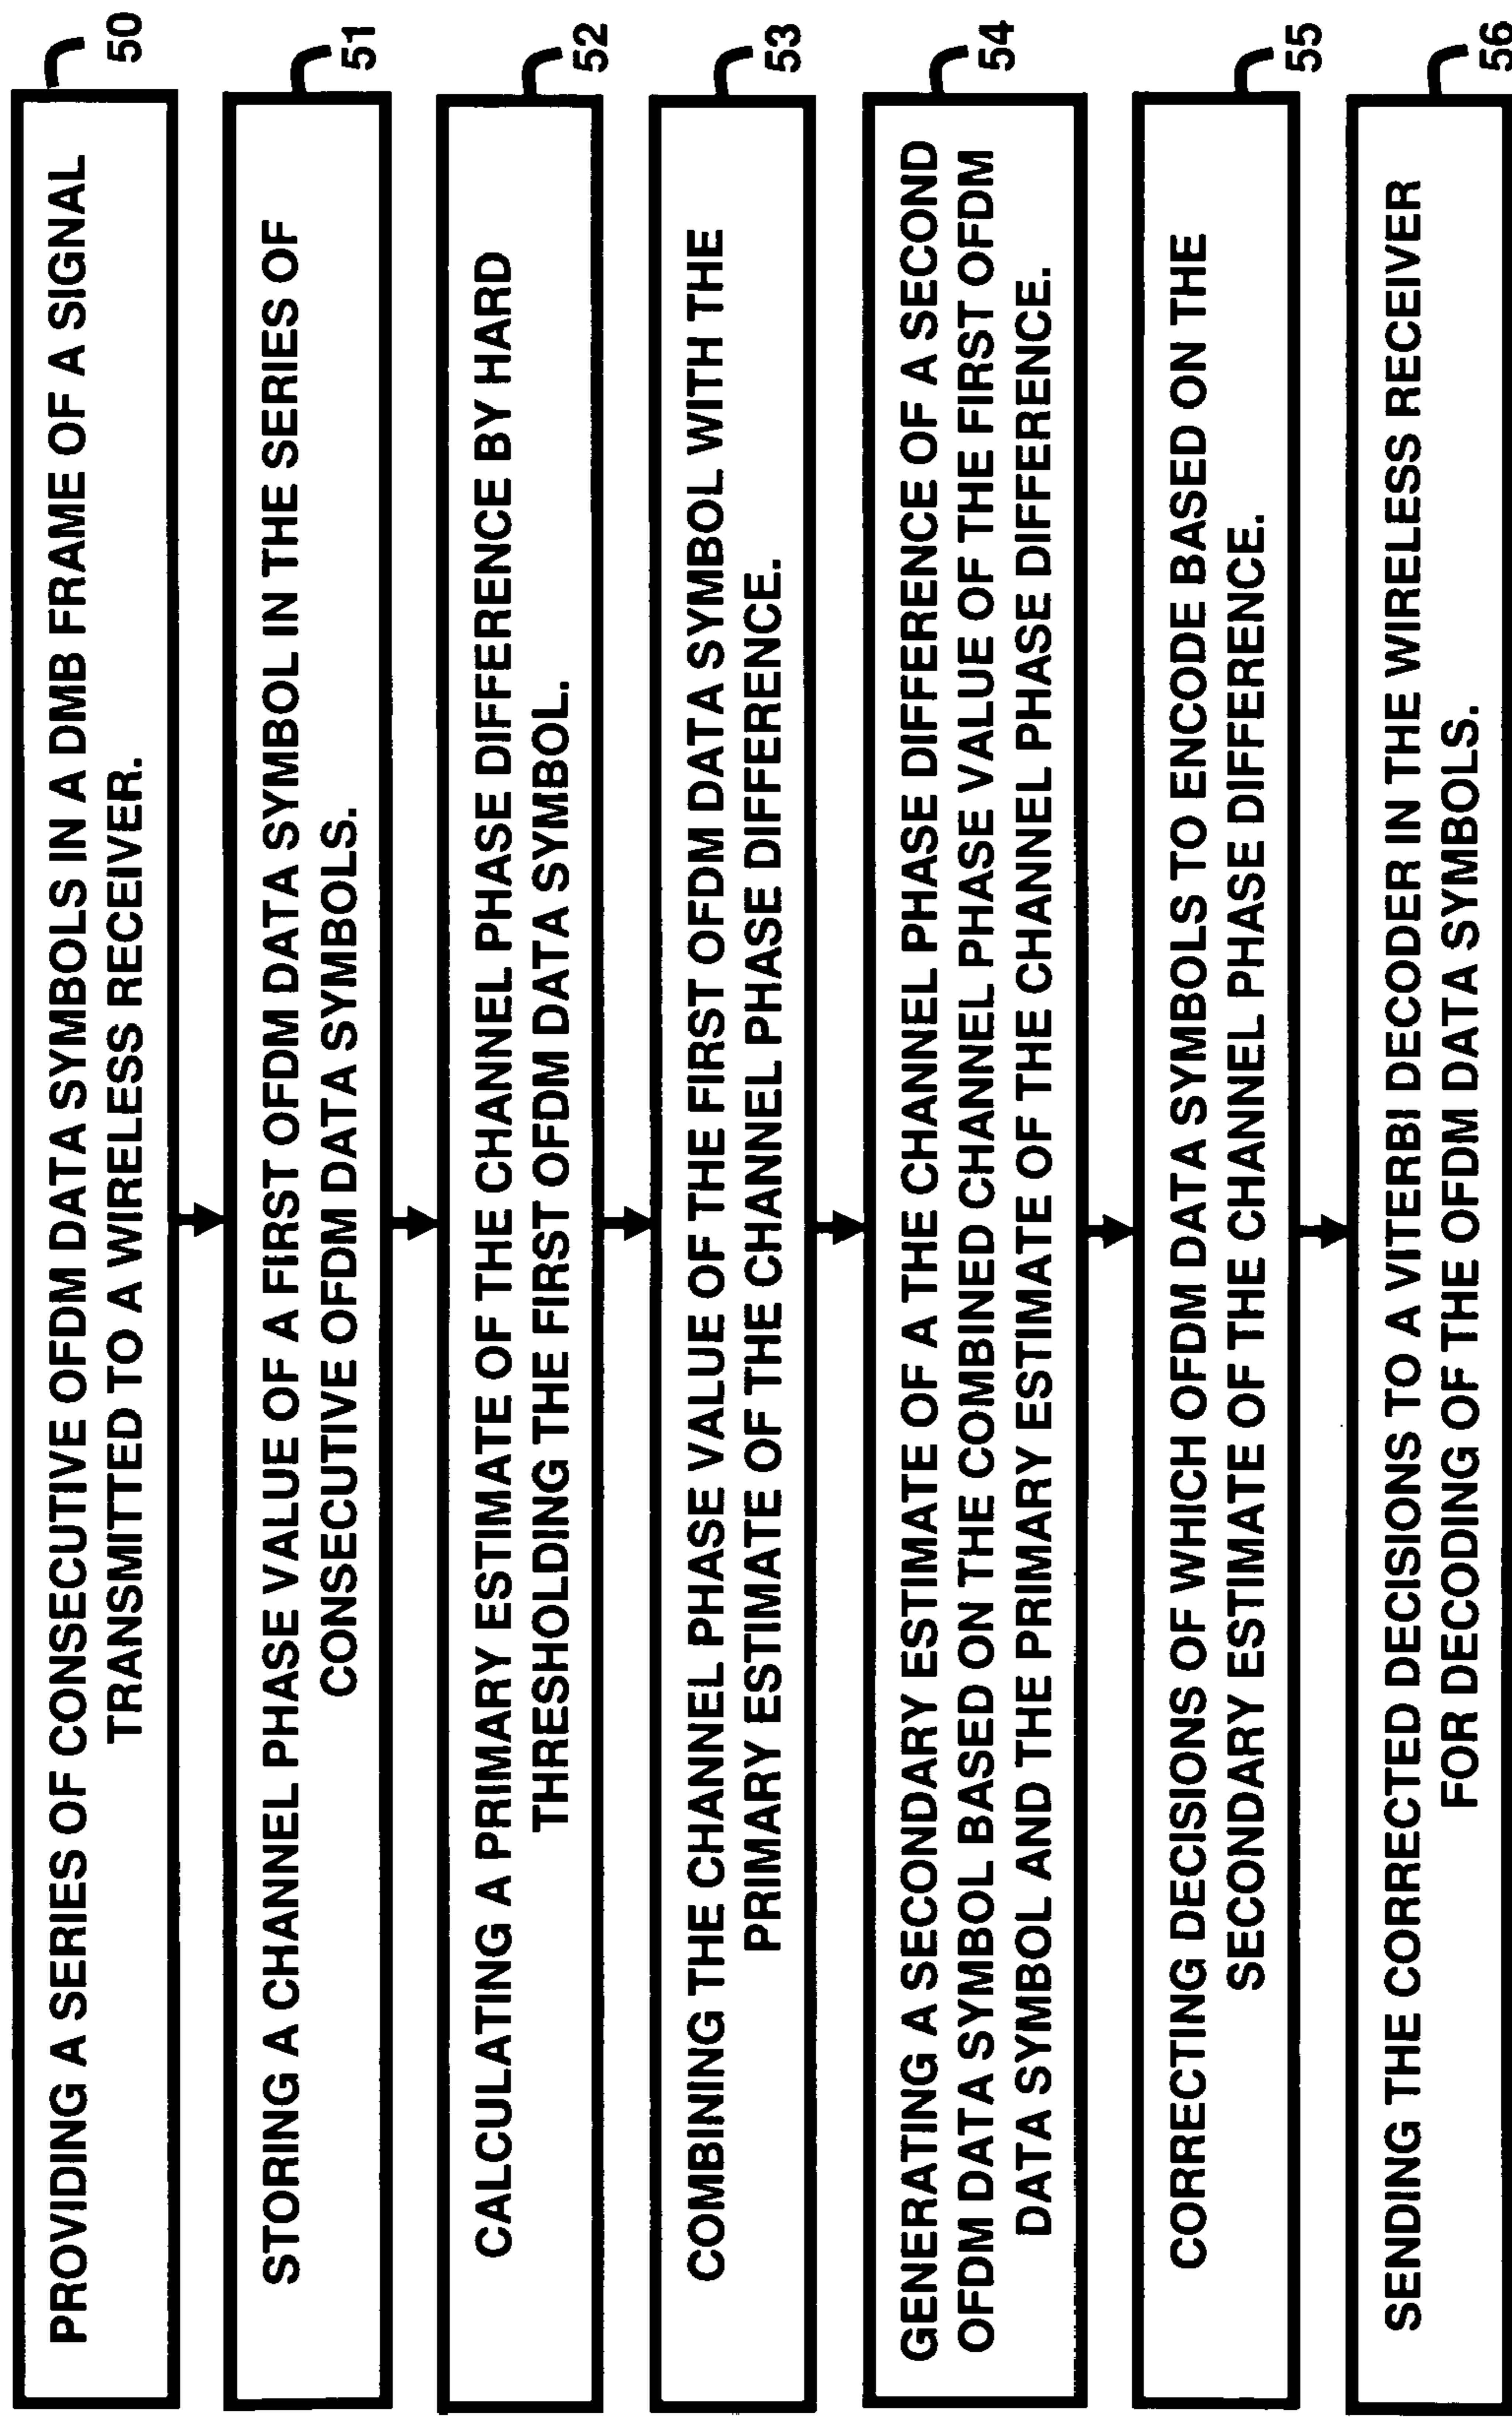 PROVIDING A SERIES OF CONSECUTIVE OFDM DATA SYMBOLS IN A DMB FRAME OF A SIGNAL
TRANSMITTED TO A WIRELESS RECEIVER.
50
STORING A CHANNEL PHASE VALUE OF A FIRST OFDM DATA SYMBOL IN THE SERIES OF
CONSECUTIVE OFDM DATA SYMBOLS.
51
CALCULATING A PRIMARY ESTIMATE OF THE CHANNEL PHASE DIFFERENCE BY HARD
THRESHOLDING THE FIRST OFDM DATA SYMBOL.
52
COMBINING THE CHANNEL PHASE VALUE OF THE FIRST OFDM DATA SYMBOL WITH THE
PRIMARY ESTIMATE OF THE CHANNEL PHASE DIFFERENCE.
53
GENERATING A SECONDARY ESTIMATE OF A THE CHANNEL PHASE DIFFERENCE OF A SECOND
OFDM DATA SYMBOL BASED ON THE COMBINED CHANNEL PHASE VALUE OF THE FIRST OFDM
DATA SYMBOL AND THE PRIMARY ESTIMATE OF THE CHANNEL PHASE DIFFERENCE.
54
CORRECTING DECISIONS OF WHICH OFDM DATA SYMBOLS TO ENCODE BASED ON THE
SECONDARY ESTIMATE OF THE CHANNEL PHASE DIFFERENCE.
55
SENDING THE CORRECTED DECISIONS TO A VITERBI DECODER IN THE WIRELESS RECEIVER
FOR DECODING OF THE OFDM DATA SYMBOLS.
56